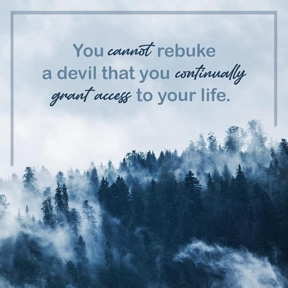 You cannot rebuke
a devil that you continually
grant access to your life.